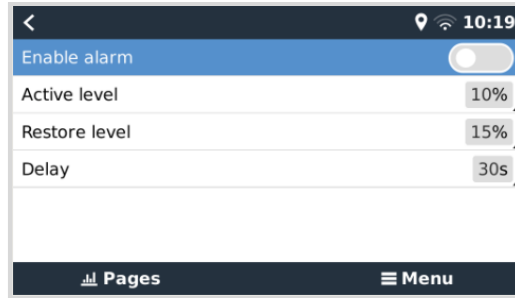 10:19
Enable alarm
Active level 10%
Restore level 15%
Delay 30s
Pages Menu